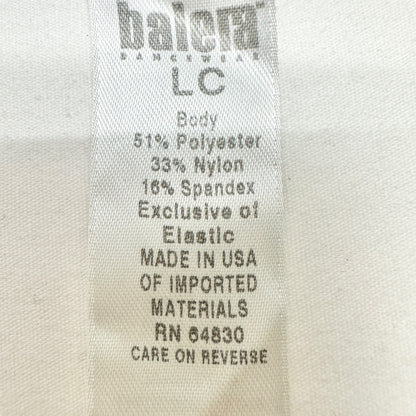 balera
DANCEWEAR
LC
Body
51% Polyester
33% Nylon
16% Spandex
Exclusive of
Elastic
MADE IN USA
OF IMPORTED
MATERIALS
RN 64830
CARE ON REVERSE